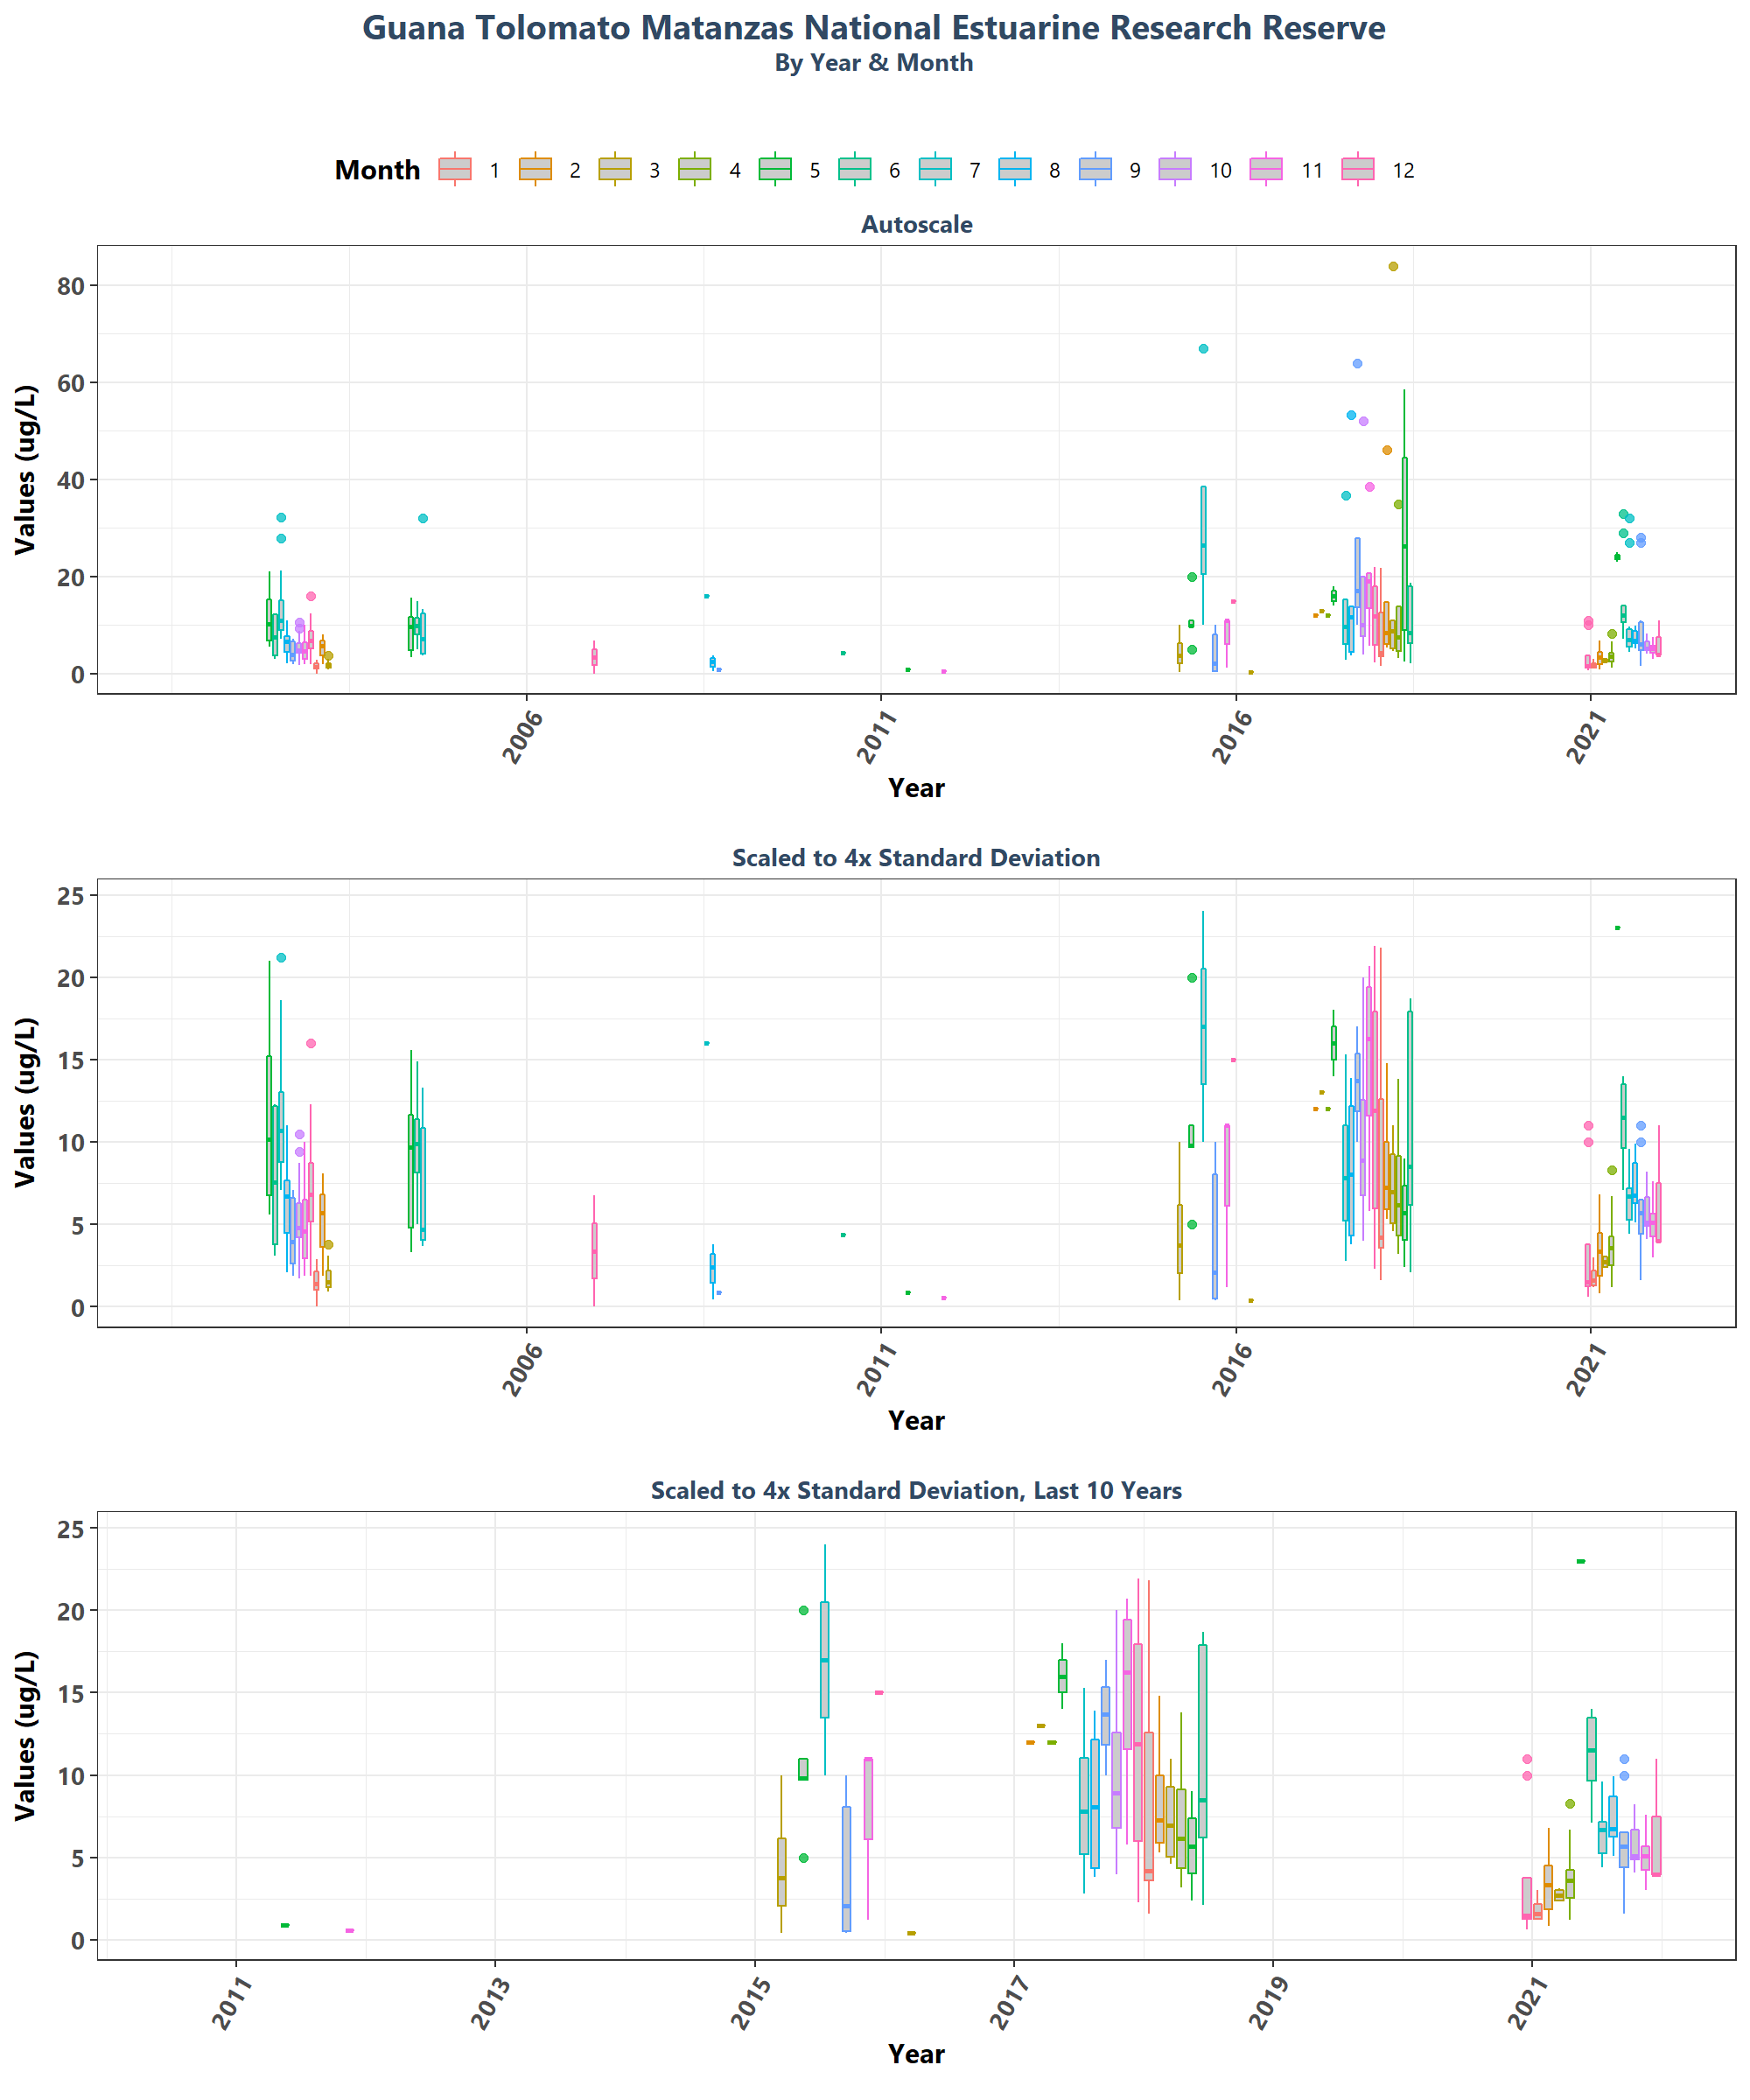 Guana Tolomato Matanzas National Estuarine Research Reserve
By Year & Month
Month 1 2 3 4 5 6 7 8 9 10 11 12
Autoscale
Values (ug/L)
80
60
40
20
0
2006 2011 2016 2021
Year
Scaled to 4x Standard Deviation
Values (ug/L)
25
20
15
10
5
0
2006 2011 2016 2021
Year
Scaled to 4x Standard Deviation, Last 10 Years
Values (ug/L)
25
20
15
10
5
0
2011 2013 2015 2017 2019 2021
Year